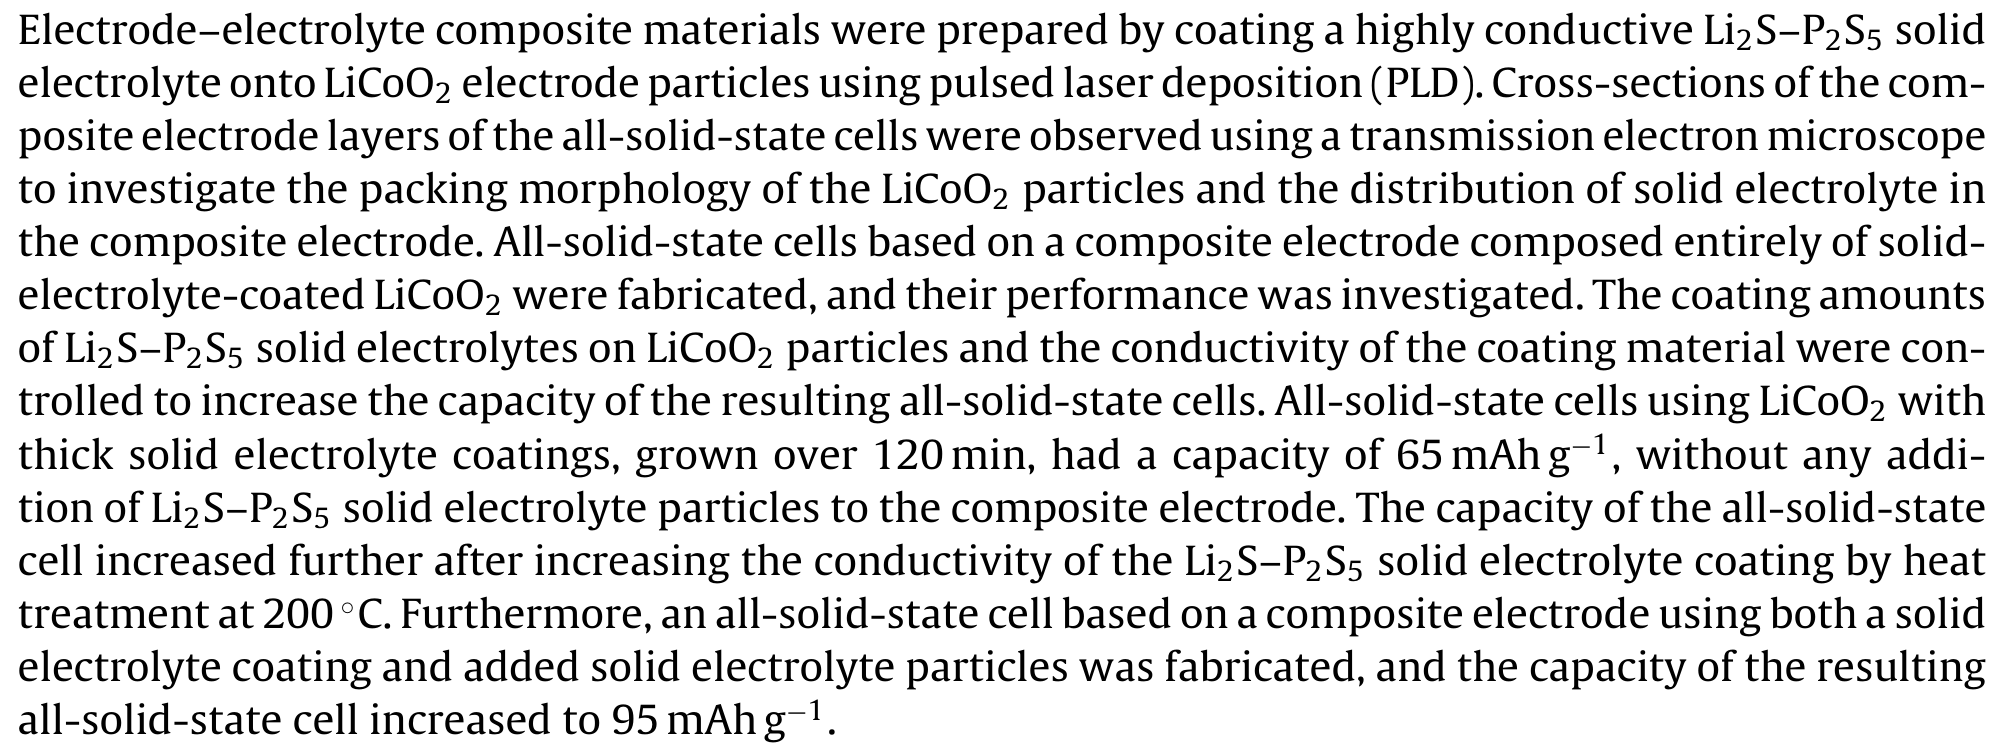 Electrode–electrolyte composite materials were prepared by coating a highly conductive Li₂S–P₂S₅ solid
electrolyte onto LiCoO₂ electrode particles using pulsed laser deposition (PLD). Cross-sections of the com-
posite electrode layers of the all-solid-state cells were observed using a transmission electron microscope
to investigate the packing morphology of the LiCoO₂ particles and the distribution of solid electrolyte in
the composite electrode. All-solid-state cells based on a composite electrode composed entirely of solid-
electrolyte-coated LiCoO₂ were fabricated, and their performance was investigated. The coating amounts
of Li₂S–P₂S₅ solid electrolytes on LiCoO₂ particles and the conductivity of the coating material were con-
trolled to increase the capacity of the resulting all-solid-state cells. All-solid-state cells using LiCoO₂ with
thick solid electrolyte coatings, grown over 120 min, had a capacity of 65 mAh g⁻¹, without any addi-
tion of Li₂S–P₂S₅ solid electrolyte particles to the composite electrode. The capacity of the all-solid-state
cell increased further after increasing the conductivity of the Li₂S–P₂S₅ solid electrolyte coating by heat
treatment at 200 °C. Furthermore, an all-solid-state cell based on a composite electrode using both a solid
electrolyte coating and added solid electrolyte particles was fabricated, and the capacity of the resulting
all-solid-state cell increased to 95 mAh g⁻¹.